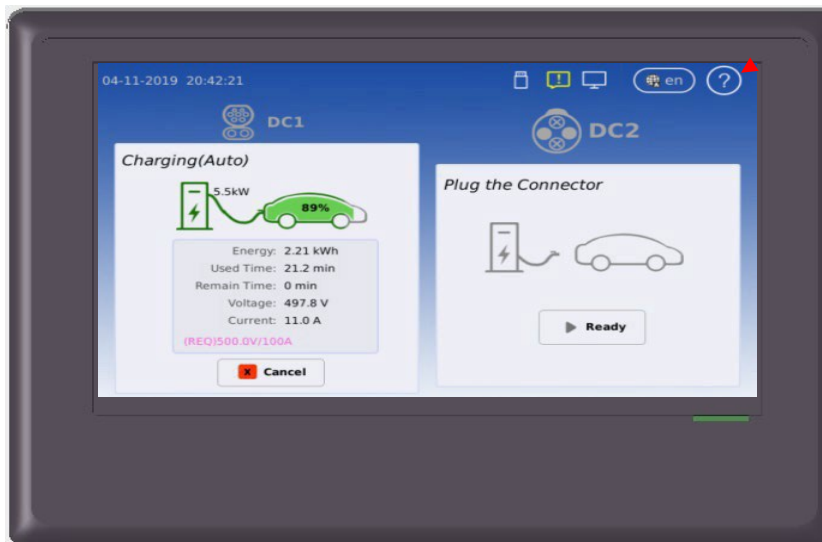 04-11-2019 20:42:21
! en ?
DC1
DC2
Charging(Auto)
5.5kW
89%
Energy: 2.21 kWh
Used Time: 21.2 min
Remain Time: 0 min
Voltage: 497.8 V
Current: 11.0 A
(REQ)500.0V/100A
x Cancel
Plug the Connector
Ready